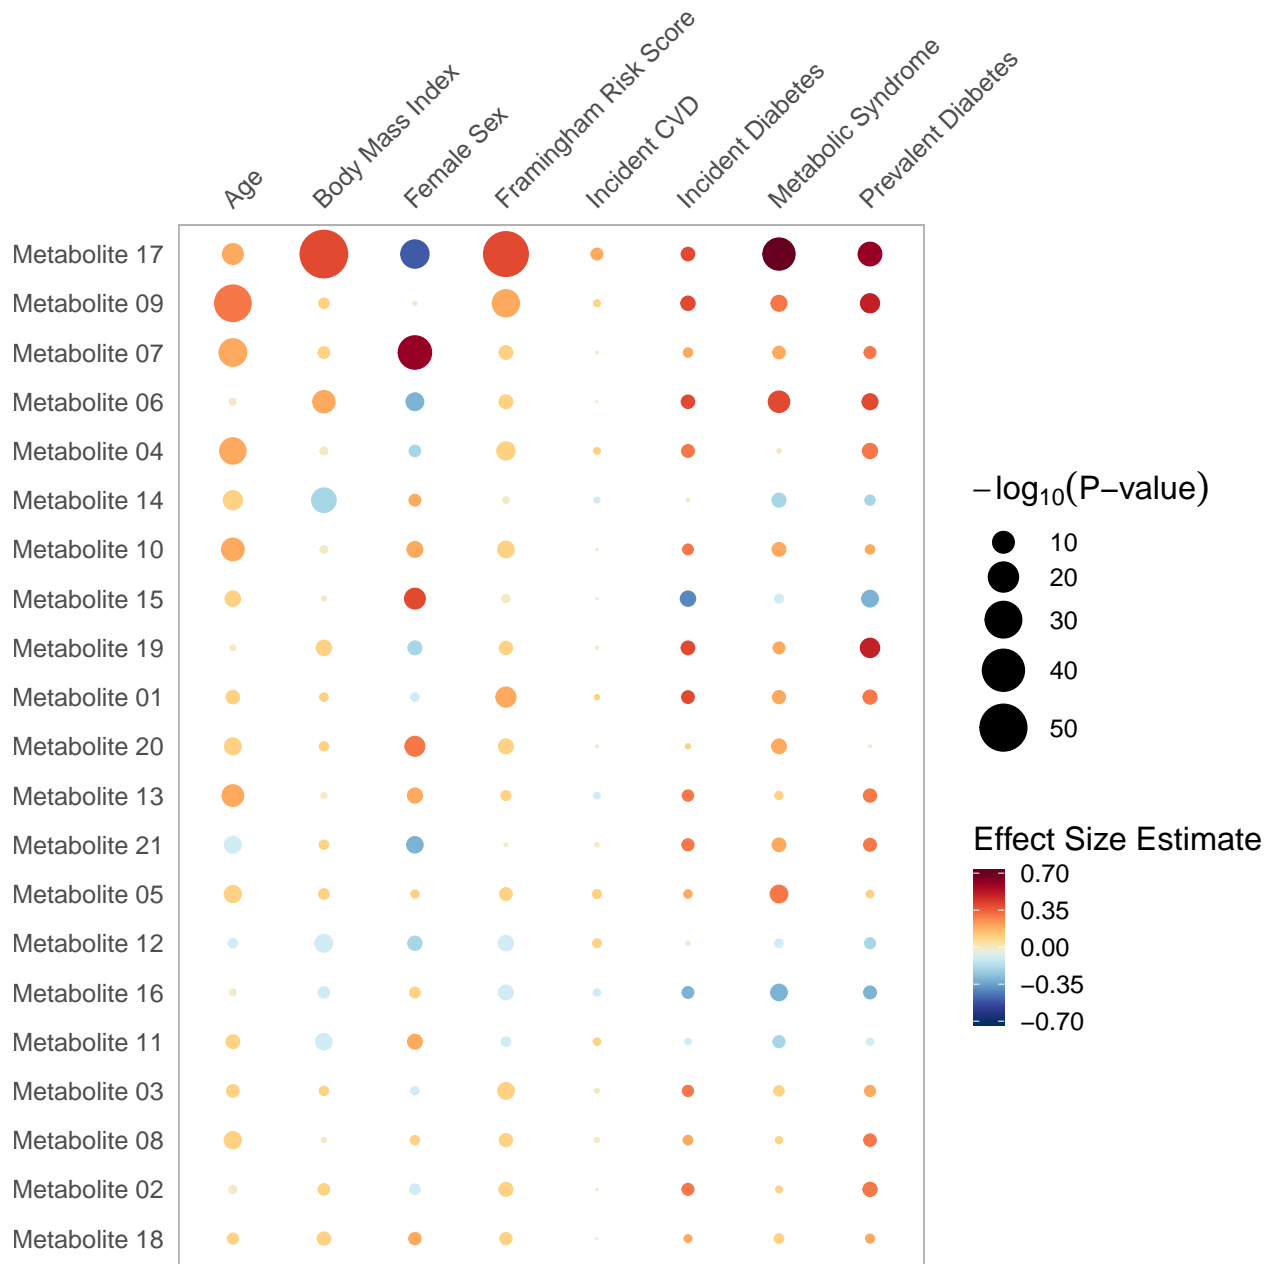 Age
Body Mass Index
Female Sex
Framingham Risk Score
Incident CVD
Incident Diabetes
Metabolic Syndrome
Prevalent Diabetes
Metabolite 17
Metabolite 09
Metabolite 07
Metabolite 06
Metabolite 04
Metabolite 14
Metabolite 10
Metabolite 15
Metabolite 19
Metabolite 01
Metabolite 20
Metabolite 13
Metabolite 21
Metabolite 05
Metabolite 12
Metabolite 16
Metabolite 11
Metabolite 03
Metabolite 08
Metabolite 02
Metabolite 18
−log₁₀(P−value)
10
20
30
40
50
Effect Size Estimate
0.70
0.35
0.00
−0.35
−0.70